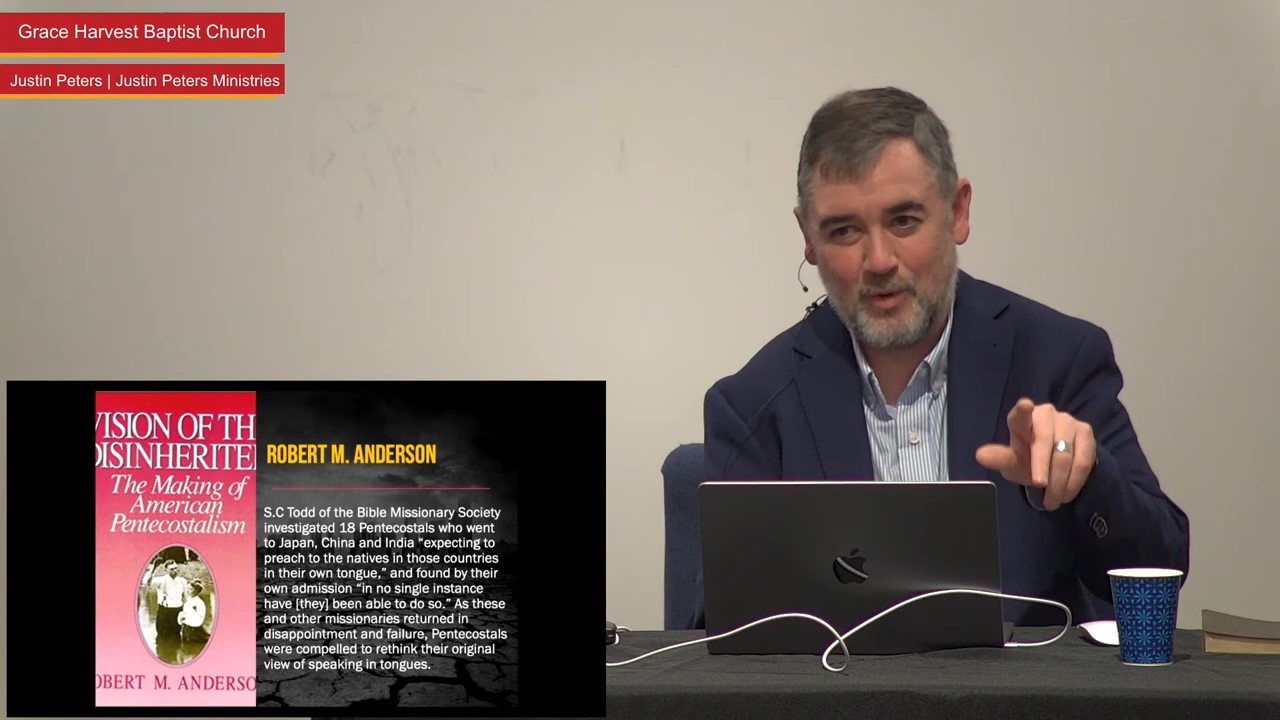 Grace Harvest Baptist Church
Justin Peters | Justin Peters Ministries
VISION OF TH
DISINHERITE
The Making of
American
Pentecostalism
OBERT M. ANDERSO
ROBERT M. ANDERSON
S.C Todd of the Bible Missionary Society
investigated 18 Pentecostals who went
to Japan, China and India “expecting to
preach to the natives in those countries
in their own tongue,” and found by their
own admission “in no single instance
have [they] been able to do so.” As these
and other missionaries returned in
disappointment and failure, Pentecostals
were compelled to rethink their original
view of speaking in tongues.